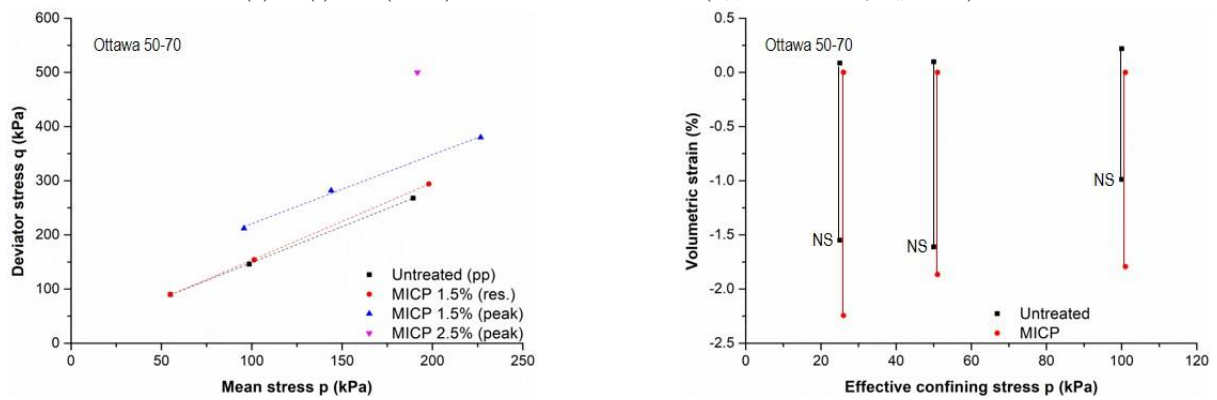 600
500
400
300
200
100
0
0 50 100 150 200 250
Deviator stress q (kPa)
Mean stress p (kPa)
Ottawa 50-70
Untreated (pp)
MICP 1.5% (res.)
MICP 1.5% (peak)
MICP 2.5% (peak)
0.5
0.0
-0.5
-1.0
-1.5
-2.0
-2.5
0 20 40 60 80 100 120
Volumetric strain (%)
Effective confining stress p (kPa)
Ottawa 50-70
NS
NS
NS
Untreated
MICP